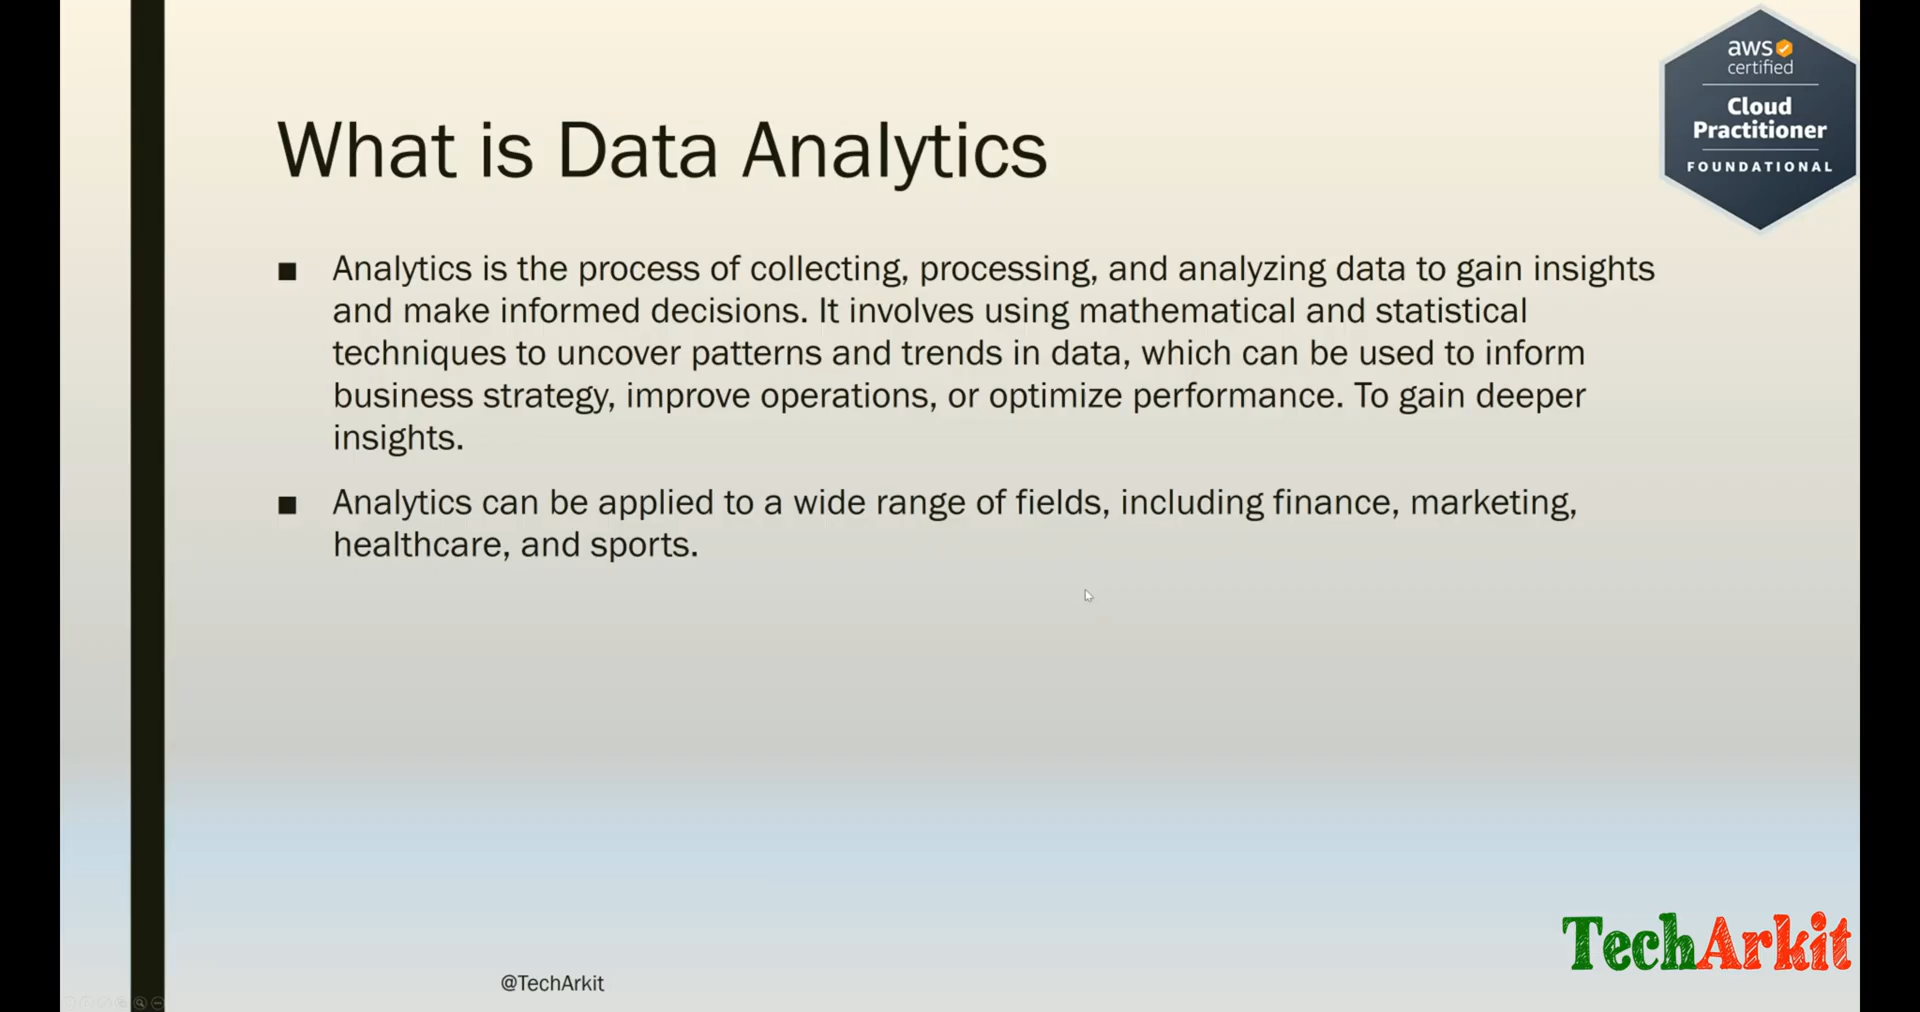 aws
certified
Cloud
Practitioner
FOUNDATIONAL
What is Data Analytics
■ Analytics is the process of collecting, processing, and analyzing data to gain insights
and make informed decisions. It involves using mathematical and statistical
techniques to uncover patterns and trends in data, which can be used to inform
business strategy, improve operations, or optimize performance. To gain deeper
insights.
■ Analytics can be applied to a wide range of fields, including finance, marketing,
healthcare, and sports.
TechArkit
@TechArkit